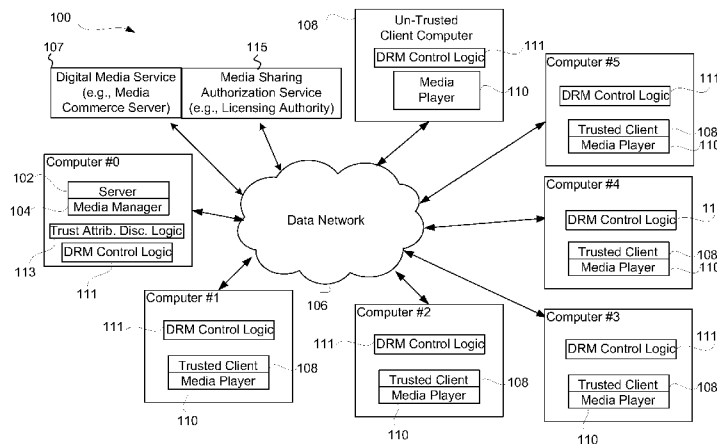 100
107
115
Digital Media Service
(e.g., Media
Commerce Server)
Media Sharing
Authorization Service
(e.g., Licensing Authority)
108
Un-Trusted
Client Computer
DRM Control Logic
111
Media
Player
110
Computer #5
111
DRM Control Logic
Trusted Client
108
Media Player
110
Computer #0
102
Server
104
Media Manager
Trust Attrib. Disc. Logic
113
DRM Control Logic
111
Data Network
106
Computer #4
11
DRM Control Logic
Trusted Client
108
Media Player
110
Computer #1
111
DRM Control Logic
Trusted Client
108
Media Player
110
Computer #2
111
DRM Control Logic
Trusted Client
108
Media Player
110
Computer #3
111
DRM Control Logic
Trusted Client
108
Media Player
110